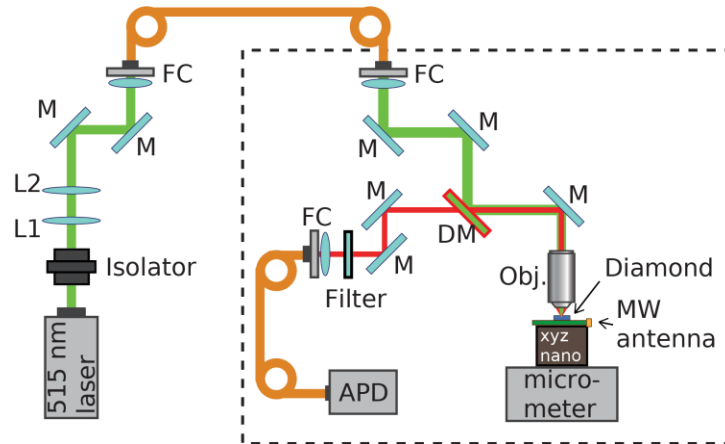 FC
FC
M
M
M
M
L2
M
M
L1
FC
DM
Isolator
M
Obj.
Diamond
Filter
MW
antenna
xyz
nano
515 nm
laser
APD
micro-
meter